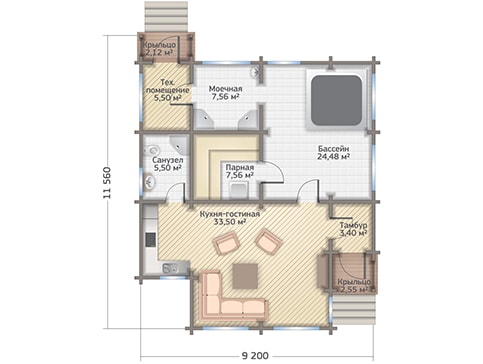 Крыльцо
2,12 м²
Тех.
помещение
5,50 м²
Моечная
7,56 м²
Бассейн
24,48 м²
Санузел
5,50 м²
Парная
7,56 м²
Кухня-гостиная
33,50 м²
Тамбур
3,40 м²
Крыльцо
2,55 м²
11 560
9 200